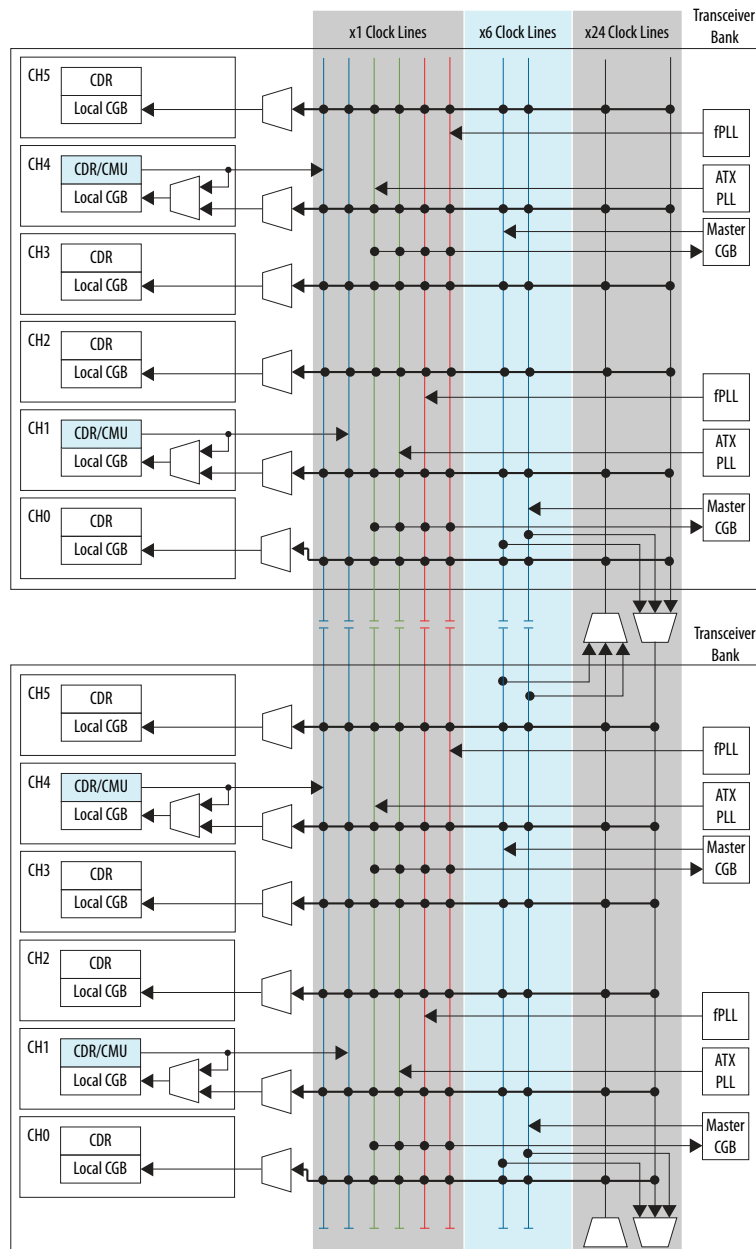 x1 Clock Lines
x6 Clock Lines
x24 Clock Lines
Transceiver
Bank
CH5
CDR
Local CGB
fPLL
CH4
CDR/CMU
Local CGB
ATX
PLL
Master
CGB
CH3
CDR
Local CGB
CH2
CDR
Local CGB
fPLL
CH1
CDR/CMU
Local CGB
ATX
PLL
Master
CGB
CH0
CDR
Local CGB
Transceiver
Bank
CH5
CDR
Local CGB
fPLL
CH4
CDR/CMU
Local CGB
ATX
PLL
Master
CGB
CH3
CDR
Local CGB
CH2
CDR
Local CGB
fPLL
CH1
CDR/CMU
Local CGB
ATX
PLL
Master
CGB
CH0
CDR
Local CGB